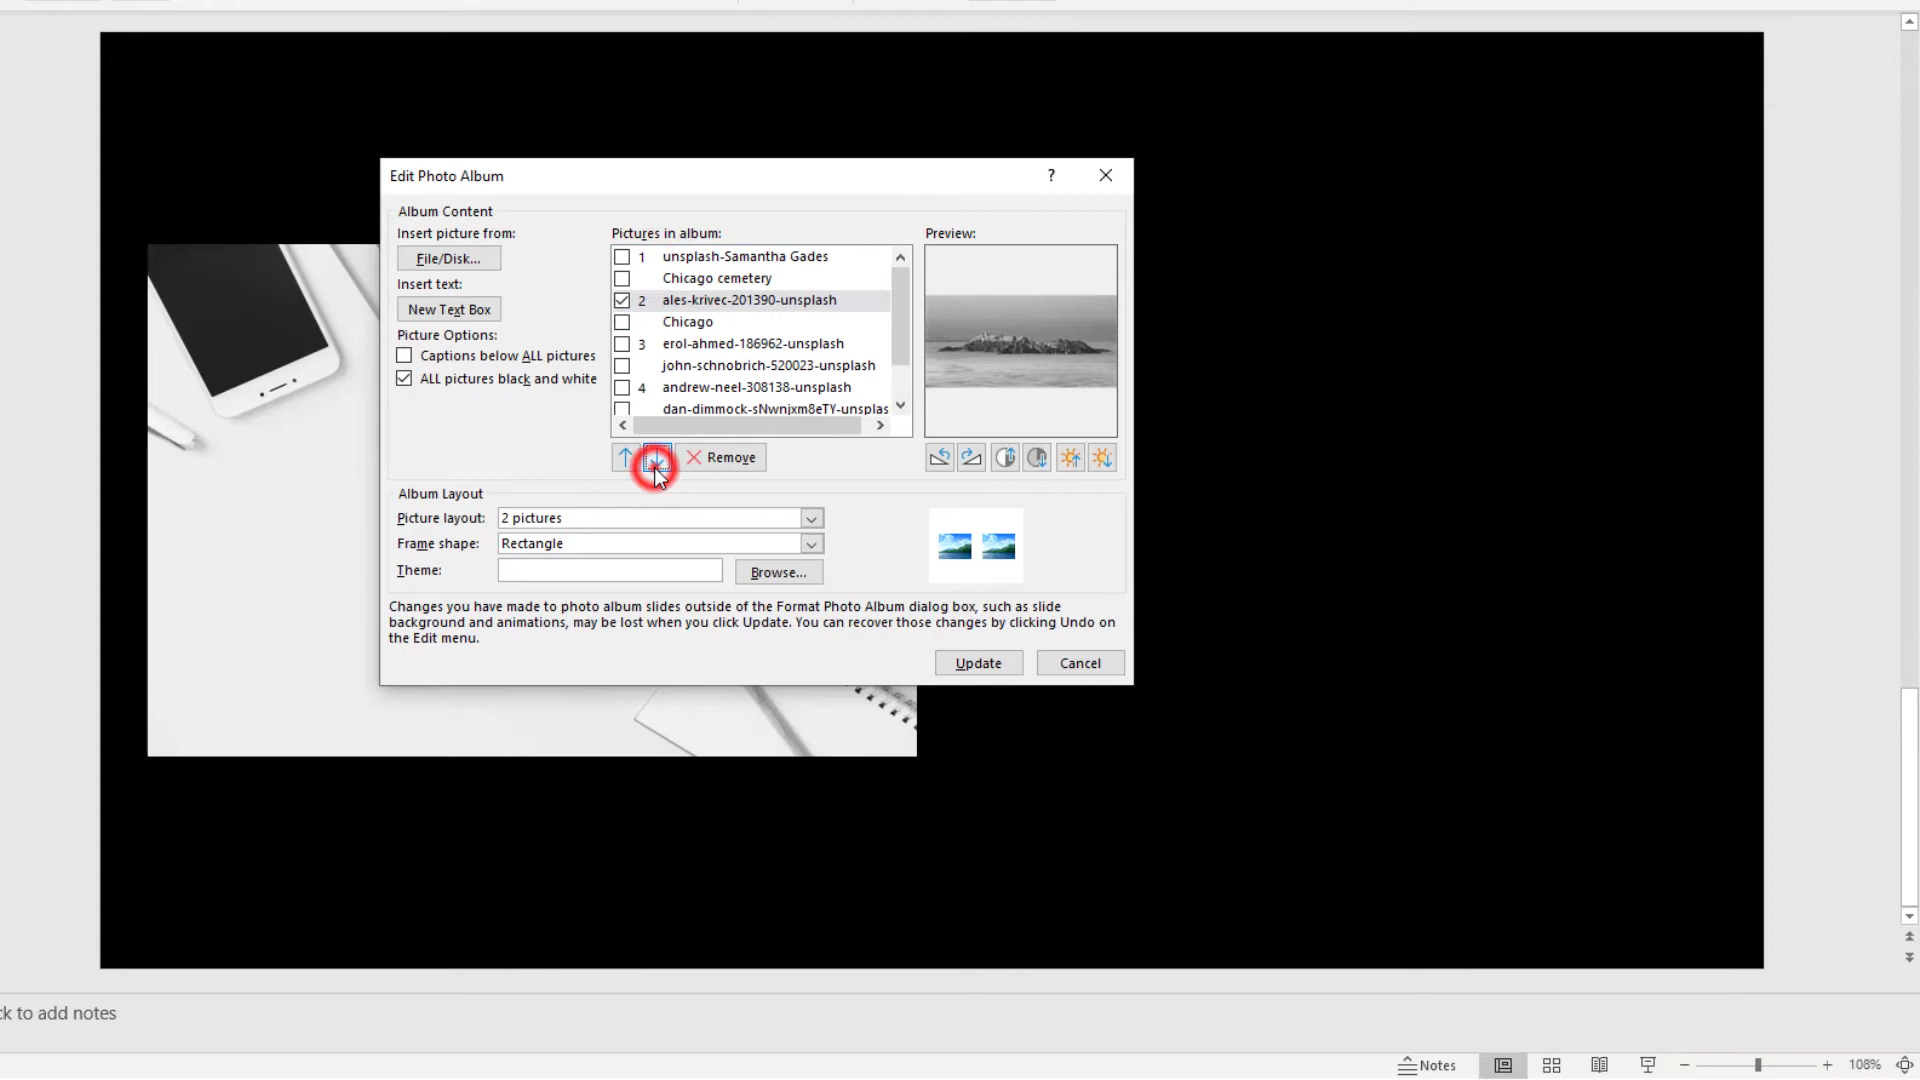 Edit Photo Album
?
Album Content
Insert picture from:
File/Disk...
Insert text:
New Text Box
Picture Options:
Captions below ALL pictures
ALL pictures black and white
Pictures in album:
1 unsplash-Samantha Gades
Chicago cemetery
2 ales-krivec-201390-unsplash
Chicago
3 erol-ahmed-186962-unsplash
john-schnobrich-520023-unsplash
4 andrew-neel-308138-unsplash
dan-dimmock-sNwnjxm8eTY-unsplas
Preview:
Remove
Album Layout
Picture layout: 2 pictures
Frame shape: Rectangle
Theme:
Browse...
Changes you have made to photo album slides outside of the Format Photo Album dialog box, such as slide
background and animations, may be lost when you click Update. You can recover those changes by clicking Undo on
the Edit menu.
Update Cancel
ck to add notes
Notes 108%